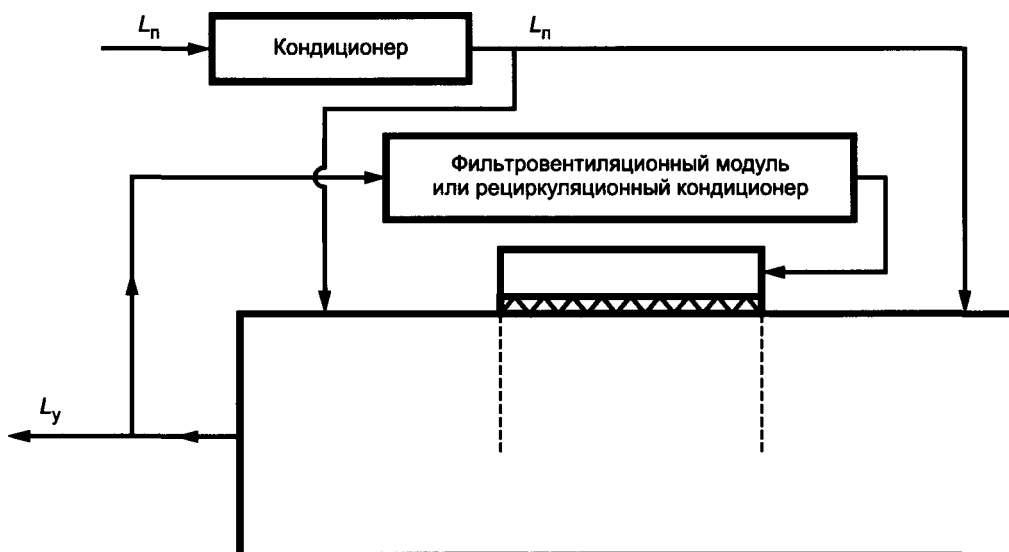 Lп
Кондиционер
Lп
Фильтровентиляционный модуль
или рециркуляционный кондиционер
Lу